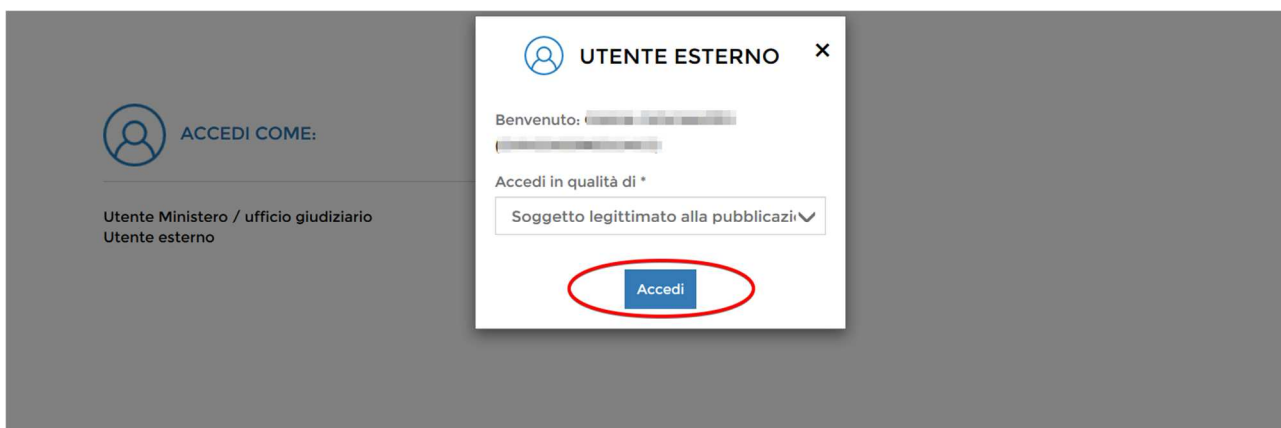 UTENTE ESTERNO
Benvenuto:
Accedi in qualità di *
Soggetto legittimato alla
Accedi
ACCEDI COME:
Utente Ministero / ufficio giudiziario
Utente esterno